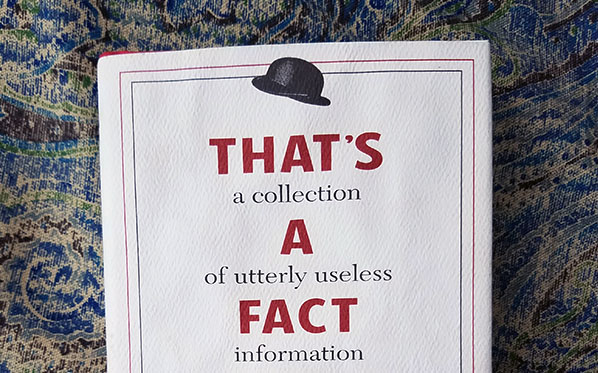 THAT'S
a collection
A
of utterly useless
FACT
information